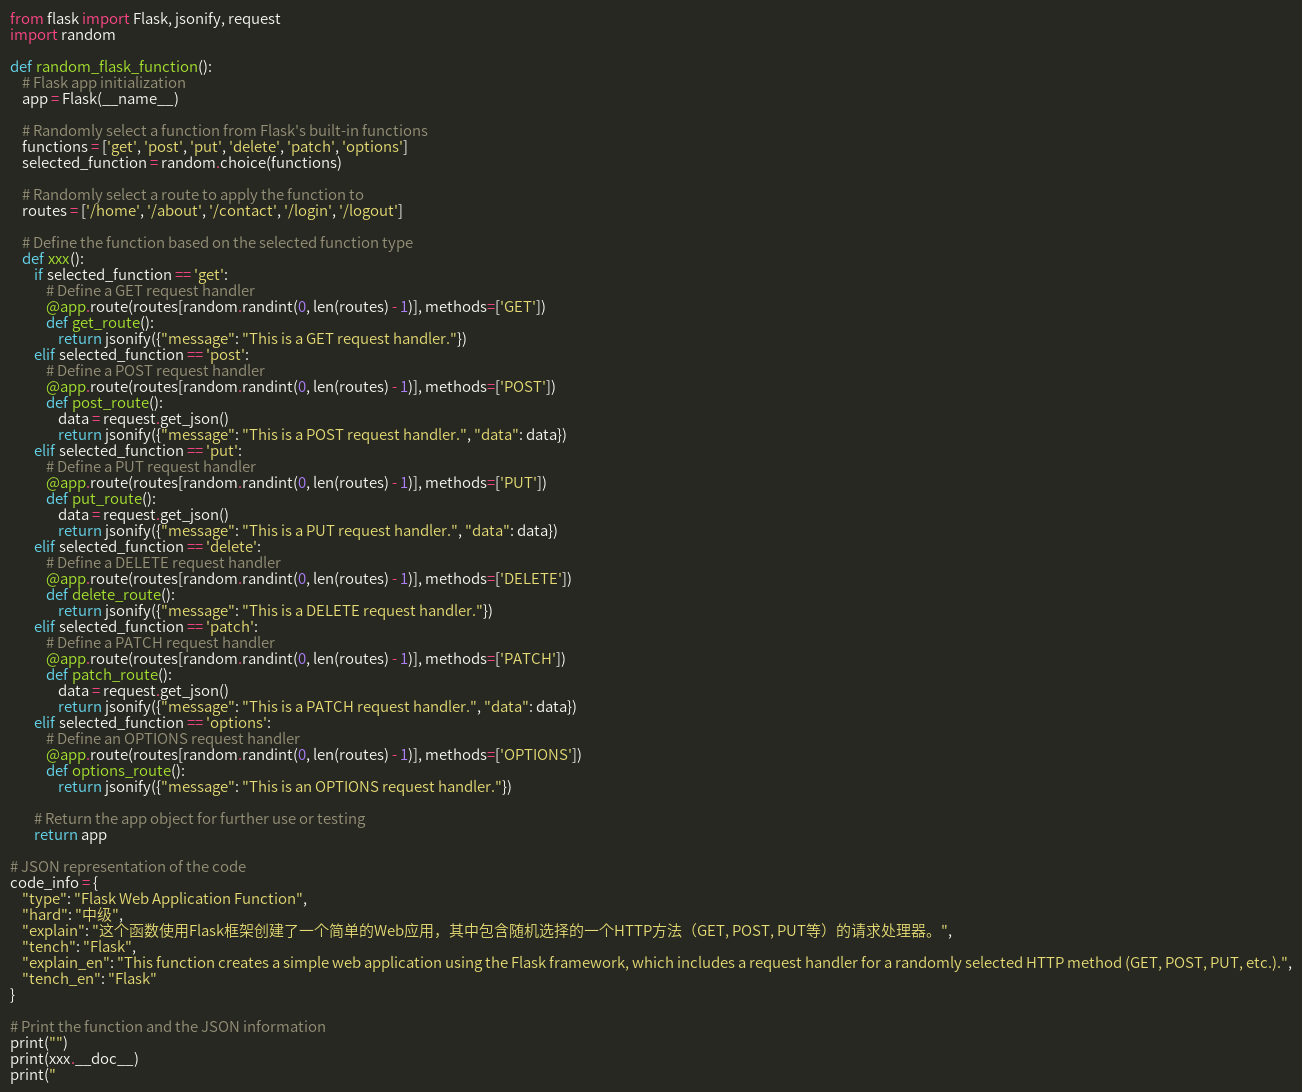 from flask import Flask, jsonify, request
import random

def random_flask_function():
    # Flask app initialization
    app = Flask(__name__)

    # Randomly select a function from Flask's built-in functions
    functions = ['get', 'post', 'put', 'delete', 'patch', 'options']
    selected_function = random.choice(functions)

    # Randomly select a route to apply the function to
    routes = ['/home', '/about', '/contact', '/login', '/logout']

    # Define the function based on the selected function type
    def xxx():
        if selected_function == 'get':
            # Define a GET request handler
            @app.route(routes[random.randint(0, len(routes) - 1)], methods=['GET'])
            def get_route():
                return jsonify({"message": "This is a GET request handler."})
        elif selected_function == 'post':
            # Define a POST request handler
            @app.route(routes[random.randint(0, len(routes) - 1)], methods=['POST'])
            def post_route():
                data = request.get_json()
                return jsonify({"message": "This is a POST request handler.", "data": data})
        elif selected_function == 'put':
            # Define a PUT request handler
            @app.route(routes[random.randint(0, len(routes) - 1)], methods=['PUT'])
            def put_route():
                data = request.get_json()
                return jsonify({"message": "This is a PUT request handler.", "data": data})
        elif selected_function == 'delete':
            # Define a DELETE request handler
            @app.route(routes[random.randint(0, len(routes) - 1)], methods=['DELETE'])
            def delete_route():
                return jsonify({"message": "This is a DELETE request handler."})
        elif selected_function == 'patch':
            # Define a PATCH request handler
            @app.route(routes[random.randint(0, len(routes) - 1)], methods=['PATCH'])
            def patch_route():
                data = request.get_json()
                return jsonify({"message": "This is a PATCH request handler.", "data": data})
        elif selected_function == 'options':
            # Define an OPTIONS request handler
            @app.route(routes[random.randint(0, len(routes) - 1)], methods=['OPTIONS'])
            def options_route():
                return jsonify({"message": "This is an OPTIONS request handler."})

        # Return the app object for further use or testing
        return app

# JSON representation of the code
code_info = {
    "type": "Flask Web Application Function",
    "hard": "中级",
    "explain": "这个函数使用Flask框架创建了一个简单的Web应用，其中包含随机选择的一个HTTP方法（GET, POST, PUT等）的请求处理器。",
    "tench": "Flask",
    "explain_en": "This function creates a simple web application using the Flask framework, which includes a request handler for a randomly selected HTTP method (GET, POST, PUT, etc.).",
    "tench_en": "Flask"
}

# Print the function and the JSON information
print("")
print(xxx.__doc__)
print("